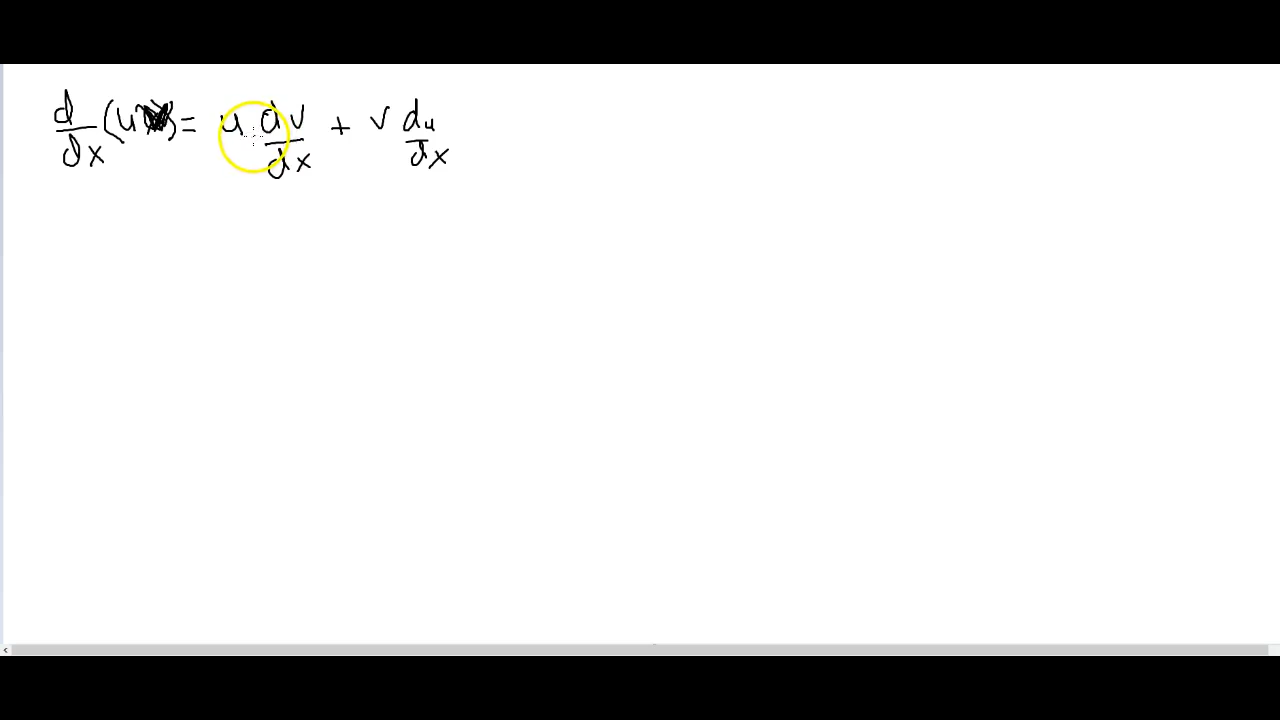 d/dx (u ) = u dv/dx + v du/dx